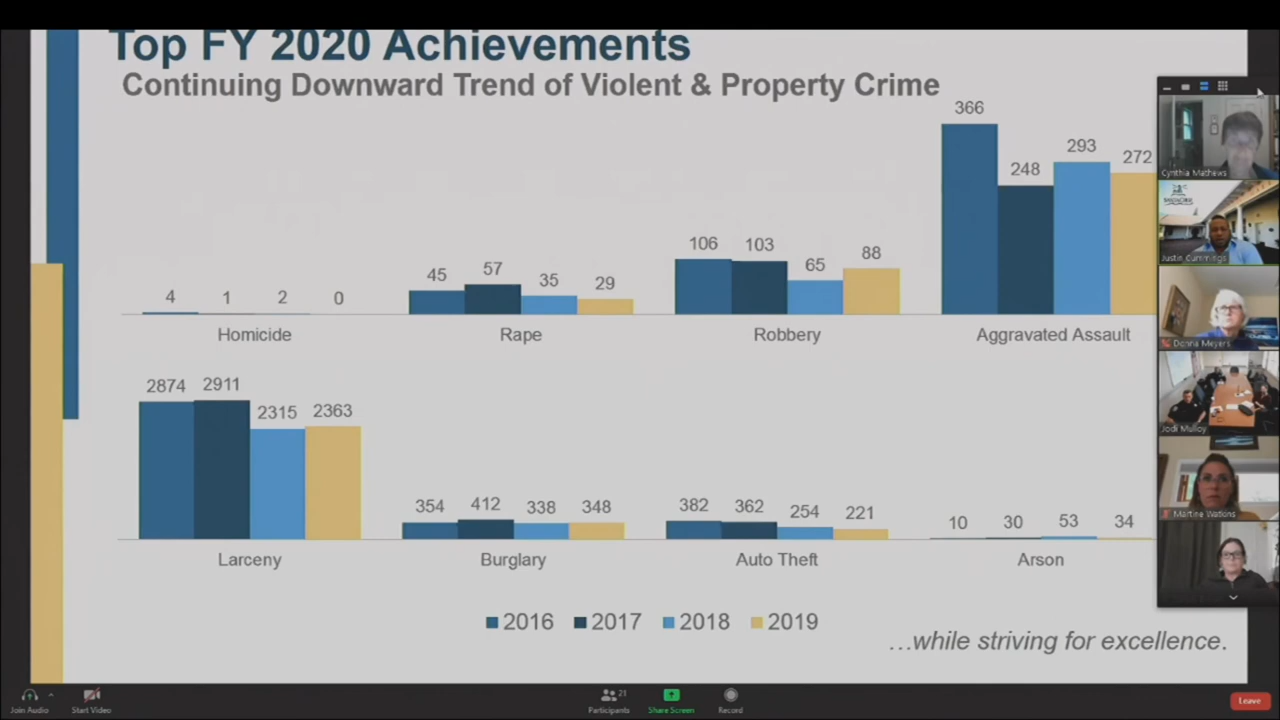 Top FY 2020 Achievements
Continuing Downward Trend of Violent & Property Crime
366
293
272
248
106
103
88
65
57
45
35
29
4
1
2
0
Homicide
Rape
Robbery
Aggravated Assault
2874
2911
2315
2363
354
412
338
348
382
362
254
221
10
30
53
34
Larceny
Burglary
Auto Theft
Arson
2016
2017
2018
2019
…while striving for excellence.
Cynthia Mathews
Justin Cummings
Donna Meyers
Jodi Mulloy
Martine Watkins
Join Audio
Start Video
21
Participants
Share Screen
Record
Leave